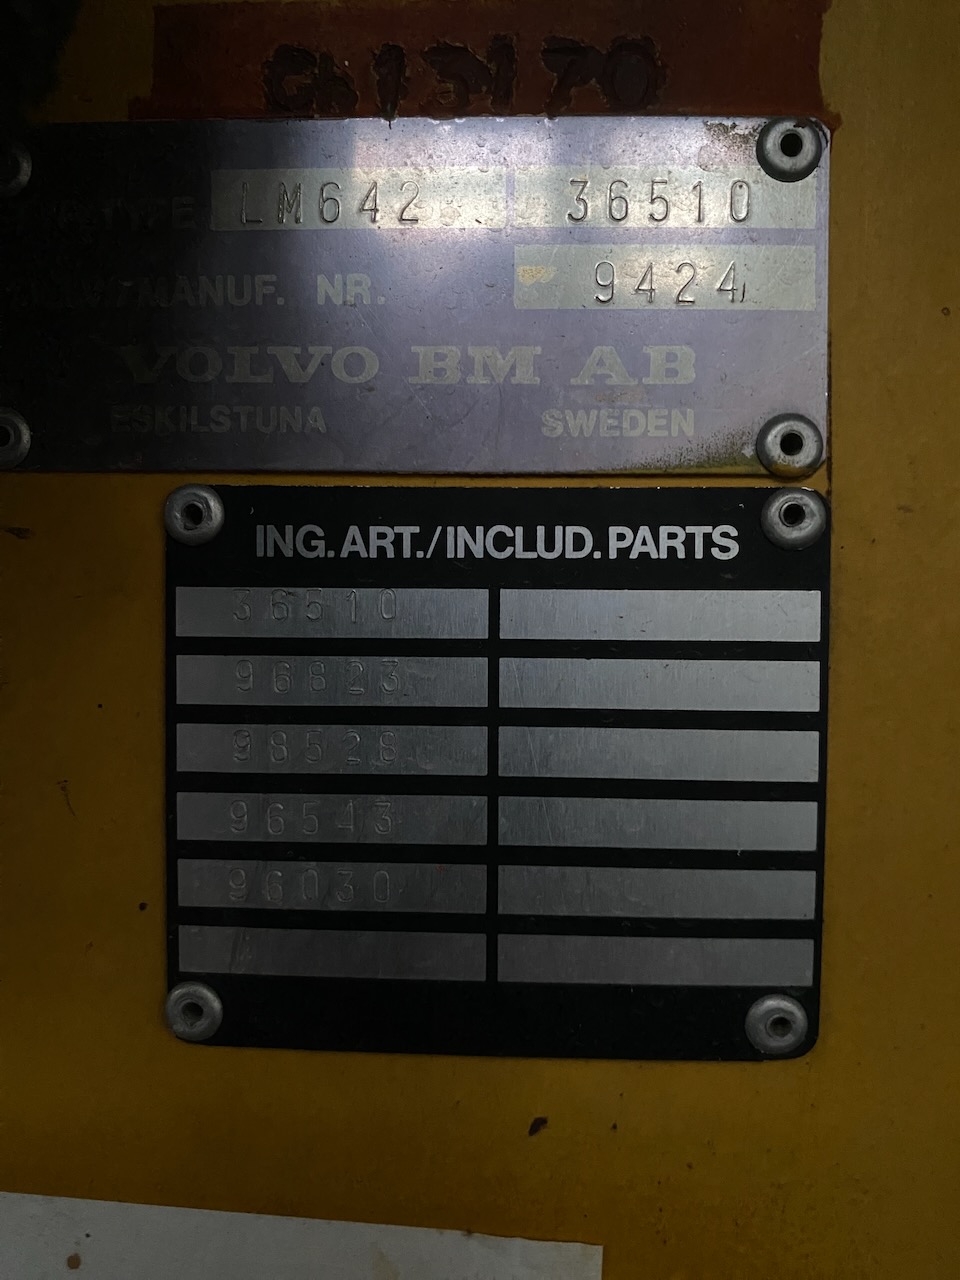 TYPE LM642 36510
/MANUF. NR. 9424
VOLVO BM AB
ESKILSTUNA SWEDEN
ING.ART./INCLUD.PARTS
36510
96823
98528
96543
96030